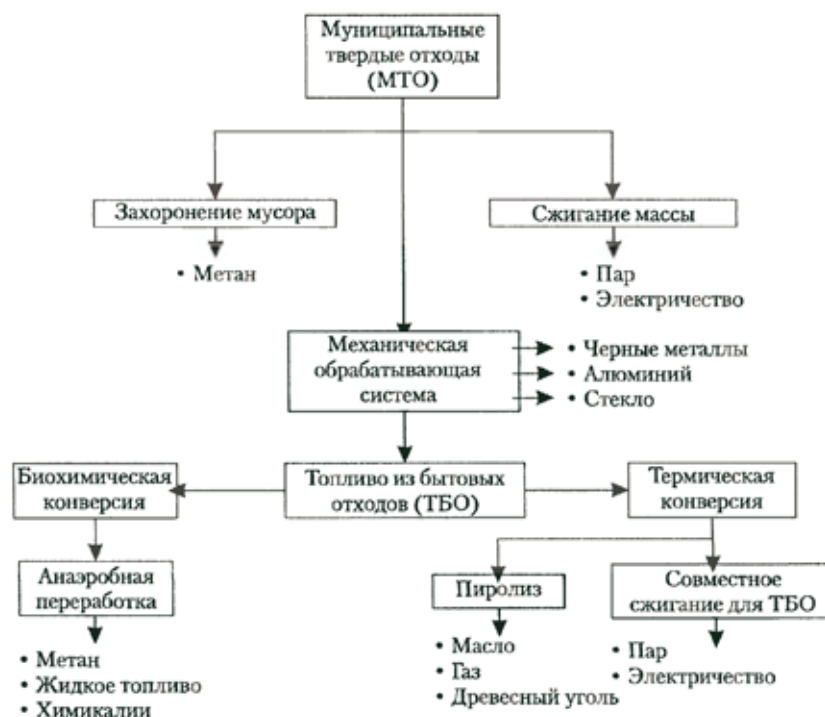 Муниципальные
твердые отходы
(МТО)
Захоронение мусора
Сжигание массы
• Метан
• Пар
• Электричество
Механическая
обрабатывающая
система
• Черные металлы
• Алюминий
• Стекло
Биохимическая
конверсия
Топливо из бытовых
отходов (ТБО)
Термическая
конверсия
Анаэробная
переработка
Пиролиз
Совместное
сжигание для ТБО
• Метан
• Жидкое топливо
• Химикалии
• Масло
• Газ
• Древесный уголь
• Пар
• Электричество